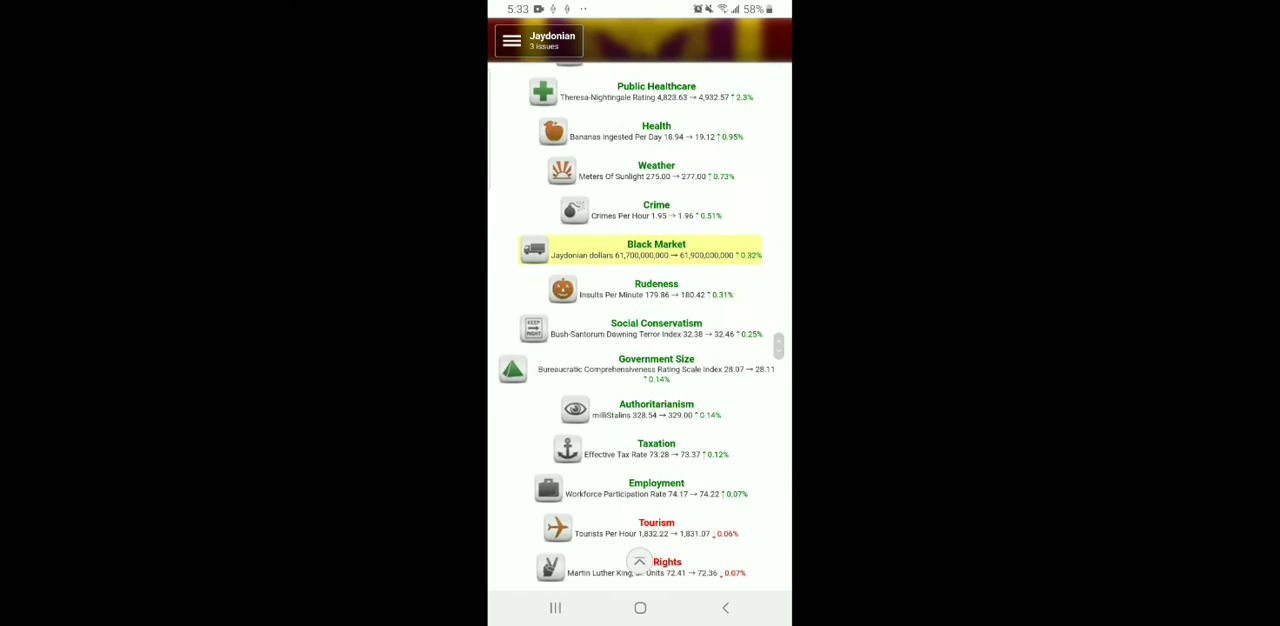 5:33
58%
Jaydonian
3 issues
Public Healthcare
Theresa-Nightingale Rating 4,823.63 → 4,932.57 ↑ 2.3%
Health
Bananas Ingested Per Day 18.94 → 19.12 ↑ 0.95%
Weather
Meters Of Sunlight 275.00 → 277.00 ↑ 0.73%
Crime
Crimes Per Hour 1.95 → 1.96 ↑ 0.51%
Black Market
Jaydonian dollars 61,700,000,000 → 61,900,000,000 ↑ 0.32%
Rudeness
Insults Per Minute 179.86 → 180.42 ↑ 0.31%
KEEP
RIGHT
Social Conservatism
Bush-Santorum Dawning Terror Index 32.38 → 32.46 ↑ 0.25%
Government Size
Bureaucratic Comprehensiveness Rating Scale Index 28.07 → 28.11
↑ 0.14%
Authoritarianism
milliStalins 328.54 → 329.00 ↑ 0.14%
Taxation
Effective Tax Rate 73.28 → 73.37 ↑ 0.12%
Employment
Workforce Participation Rate 74.17 → 74.22 ↑ 0.07%
Tourism
Tourists Per Hour 1,832.22 → 1,831.07 ↓ 0.06%
Rights
Martin Luther King, Units 72.41 → 72.36 ↓ 0.07%